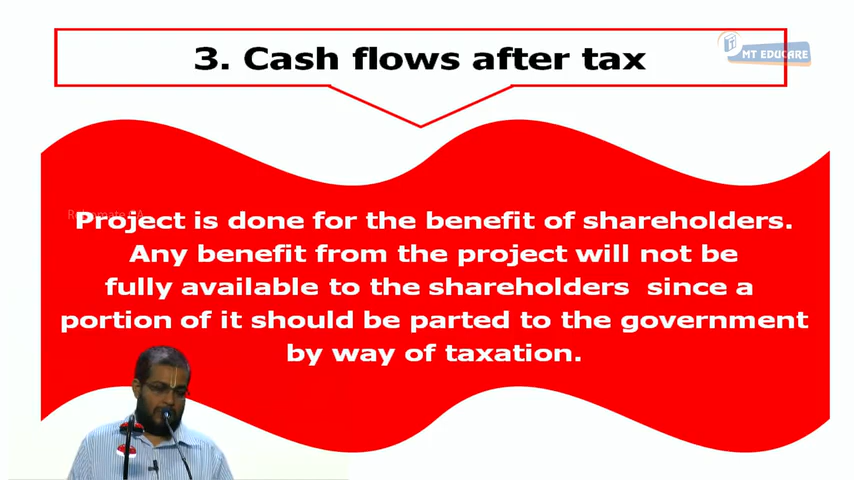 3. Cash flows after tax
MT EDUCARE
Project is done for the benefit of shareholders.
Any benefit from the project will not be
fully available to the shareholders since a
portion of it should be parted to the government
by way of taxation.